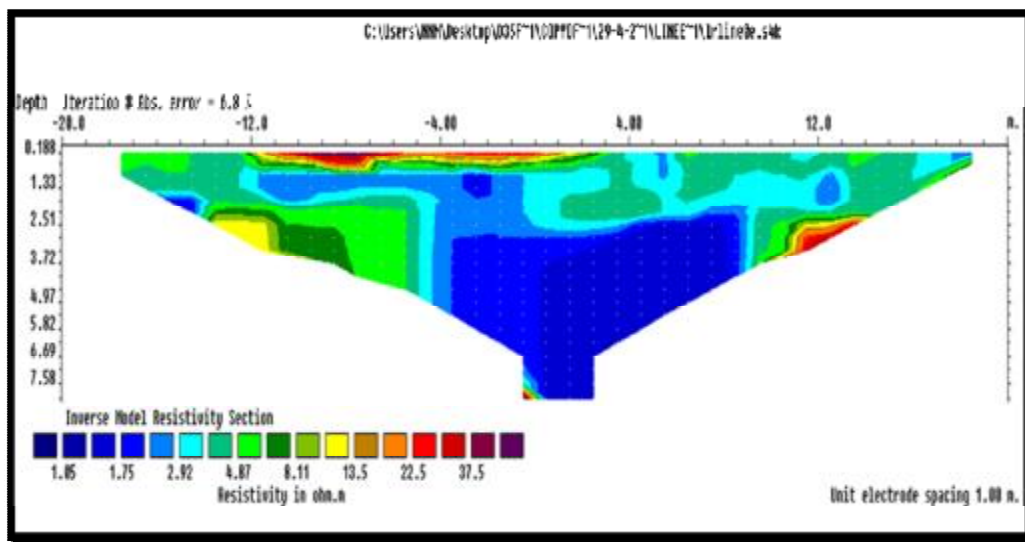 Depth Iteration # Abs. error = 6.8 %
-20.0 -12.0 -4.00 4.00 12.0 m.
0.188
1.33
2.51
3.72
4.97
5.82
6.69
7.58
Inverse Model Resistivity Section
1.05 1.75 2.92 4.87 8.11 13.5 22.5 37.5
Resistivity in ohm.m
Unit electrode spacing 1.00 m.